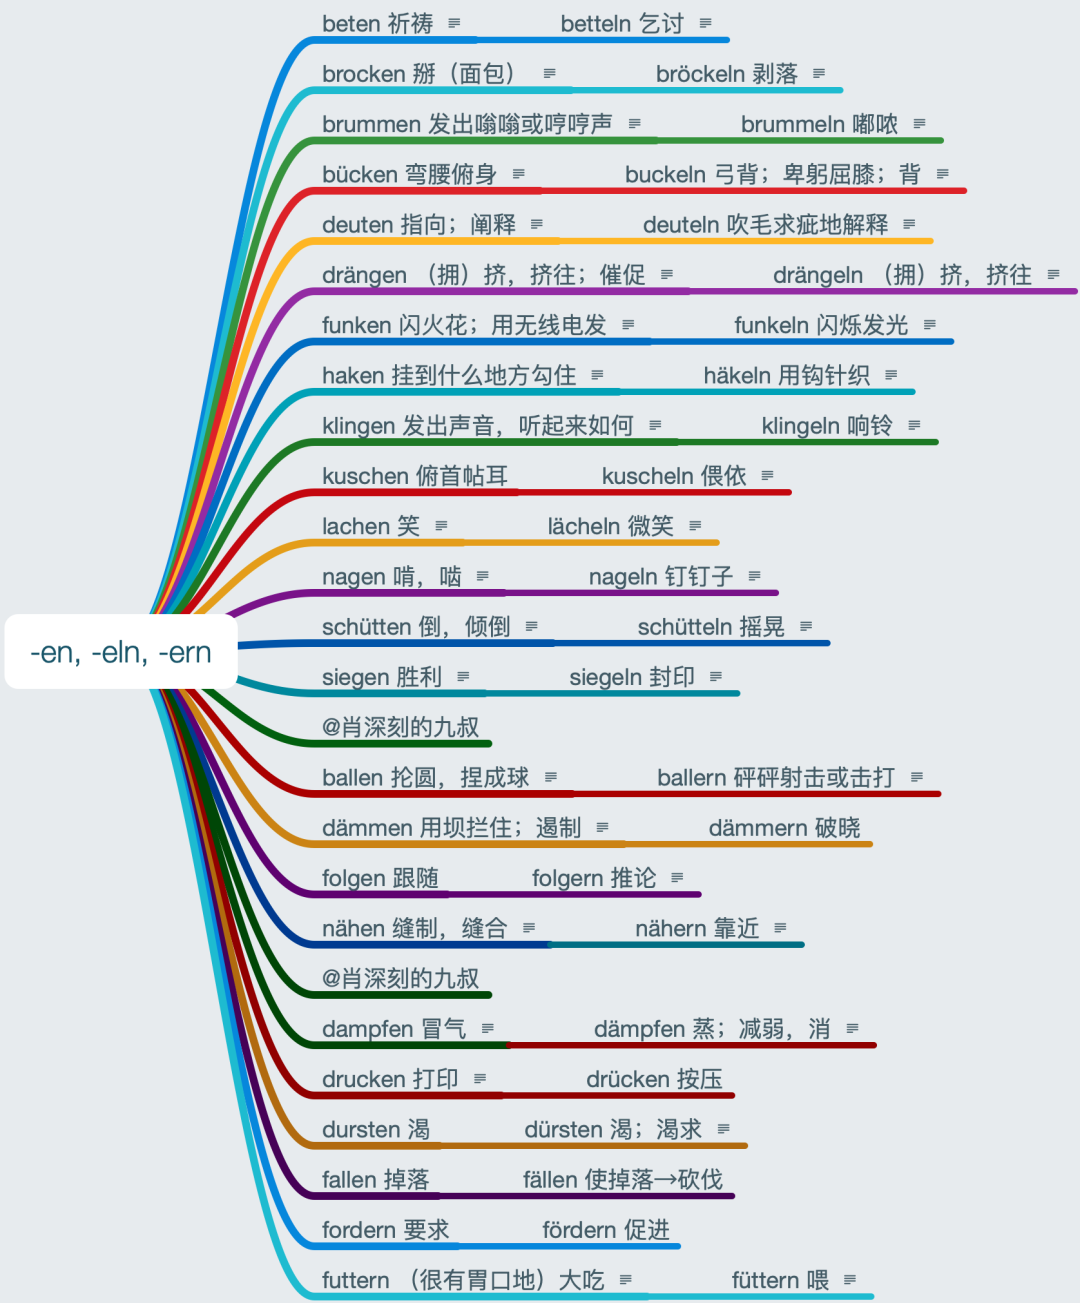 beten 祈祷 betteln 乞讨
brocken 掰（面包） bröckeln 剥落
brummen 发出嗡嗡或哼哼声 brummeln 嘟哝
bücken 弯腰俯身 buckeln 弓背；卑躬屈膝；背
deuten 指向；阐释 deuteln 吹毛求疵地解释
drängen （拥）挤，挤往；催促 drängeln （拥）挤，挤往
funken 闪火花；用无线电发 funkeln 闪烁发光
haken 挂到什么地方勾住 häkeln 用钩针织
klingen 发出声音，听起来如何 klingeln 响铃
kuschen 俯首帖耳 kuscheln 偎依
lachen 笑 lächeln 微笑
nagen 啃，啮 nageln 钉钉子
schütten 倒，倾倒 schütteln 摇晃
-en, -eln, -ern
siegen 胜利 siegeln 封印
@肖深刻的九叔
ballen 抡圆，捏成球 ballern 砰砰射击或击打
dämmen 用坝拦住；遏制 dämmern 破晓
folgen 跟随 folgern 推论
nähen 缝制，缝合 nähern 靠近
@肖深刻的九叔
dampfen 冒气 dämpfen 蒸；减弱，消
drucken 打印 drücken 按压
dursten 渴 dürsten 渴；渴求
fallen 掉落 fällen 使掉落→砍伐
fordern 要求 fördern 促进
futtern （很有胃口地）大吃 füttern 喂